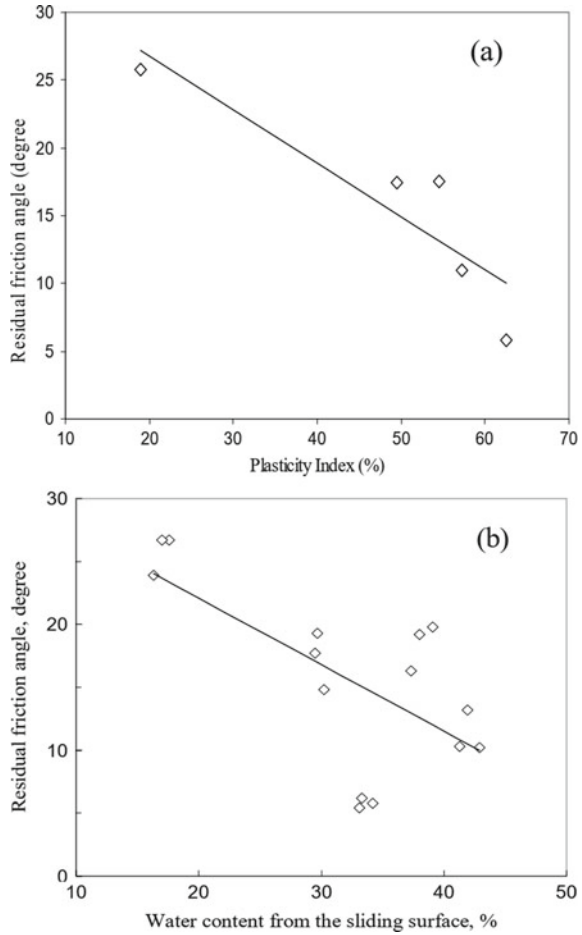 (a)
30
25
20
15
10
5
0
Residual friction angle (degree
10 20 30 40 50 60 70
Plasticity Index (%)
(b)
30
20
10
0
Residual friction angle, degree
10 20 30 40 50
Water content from the sliding surface, %